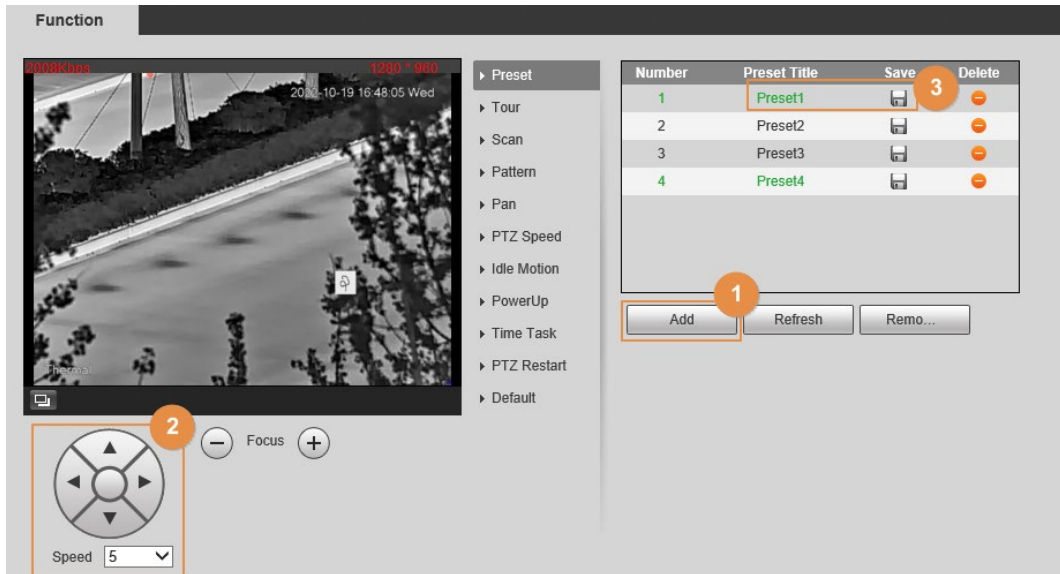 Function
2008Kbps 1280 * 960
2022-10-19 16:48:05 Wed
Thermal
2
Focus
Speed 5
Preset
Tour
Scan
Pattern
Pan
PTZ Speed
Idle Motion
PowerUp
Time Task
PTZ Restart
Default
Number Preset Title Save Delete
3
1 Preset1
2 Preset2
3 Preset3
4 Preset4
1
Add Refresh Remo...